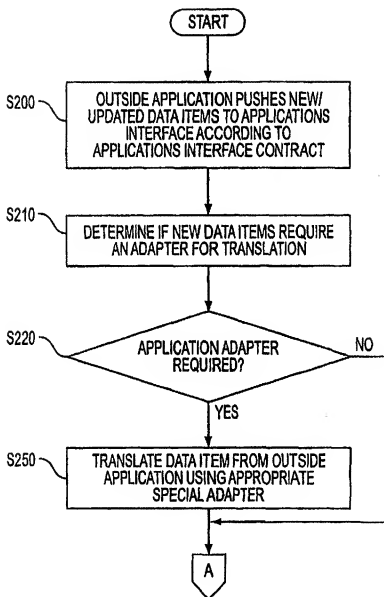 START
S200
OUTSIDE APPLICATION PUSHES NEW/
UPDATED DATA ITEMS TO APPLICATIONS
INTERFACE ACCORDING TO
APPLICATIONS INTERFACE CONTRACT
S210
DETERMINE IF NEW DATA ITEMS REQUIRE
AN ADAPTER FOR TRANSLATION
S220
APPLICATION ADAPTER
REQUIRED?
NO
YES
S250
TRANSLATE DATA ITEM FROM OUTSIDE
APPLICATION USING APPROPRIATE
SPECIAL ADAPTER
A